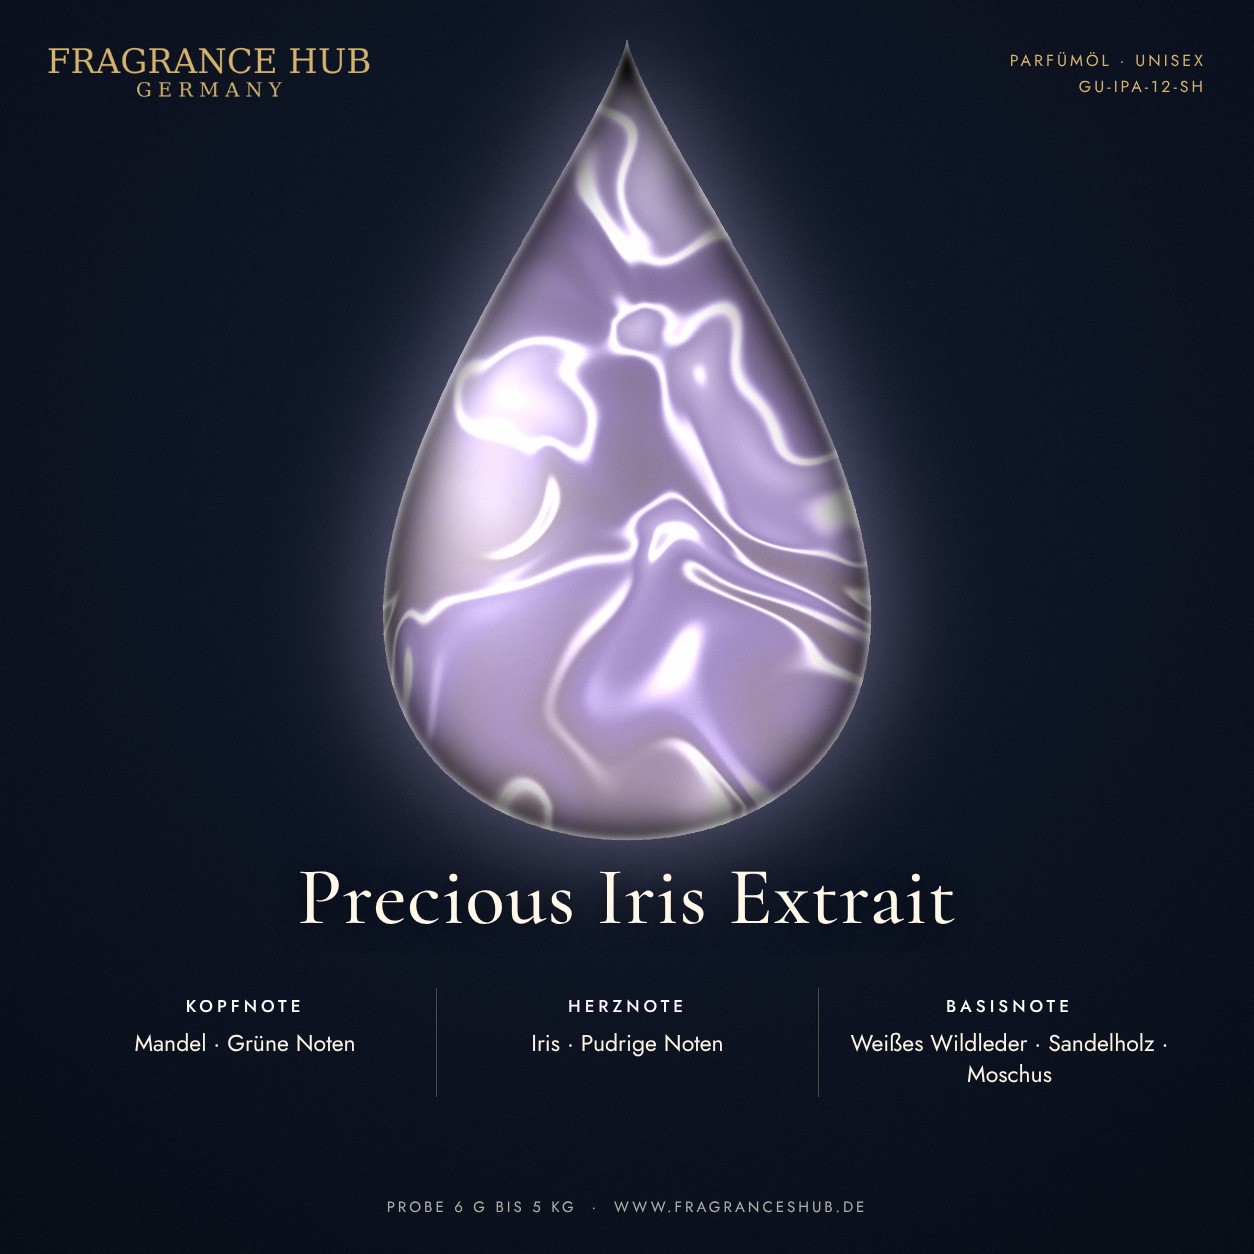 FRAGRANCE HUB
GERMANY
PARFÜMÖL · UNISEX
GU-IPA-12-SH
Precious Iris Extrait
KOPFNOTE
Mandel · Grüne Noten
HERZNOTE
Iris · Pudrige Noten
BASISNOTE
Weißes Wildleder · Sandelholz ·
Moschus
PROBE 6 G BIS 5 KG · WWW.FRAGRANCESHUB.DE